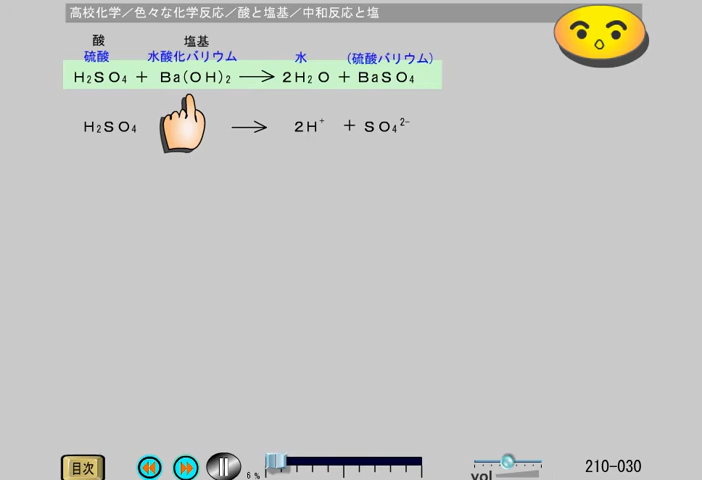 高校化学／色々な化学反応／酸と塩基／中和反応と塩
酸 塩基
硫酸 水酸化バリウム 水 (硫酸バリウム)
H₂SO₄ + Ba(OH)₂ → 2H₂O + BaSO₄
H₂SO₄ → 2H⁺ + SO₄²⁻
目次 6% vol 210-030